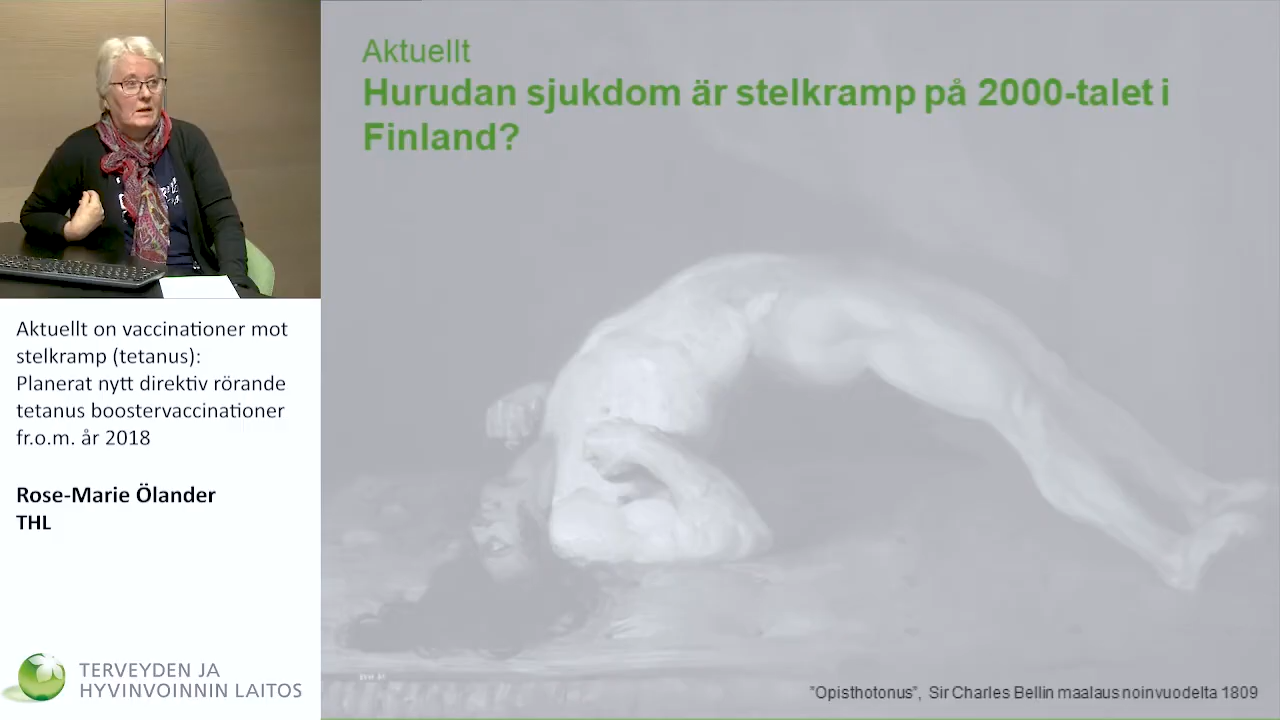 Aktuellt
Hurudan sjukdom är stelkramp på 2000-talet i
Finland?
Aktuellt on vaccinationer mot
stelkramp (tetanus):
Planerat nytt direktiv rörande
tetanus boostervaccinationer
fr.o.m. år 2018
Rose-Marie Ölander
THL
TERVEYDEN JA
HYVINVOINNIN LAITOS
"Opisthotonus", Sir Charles Bellin maalaus noinvuodelta 1809